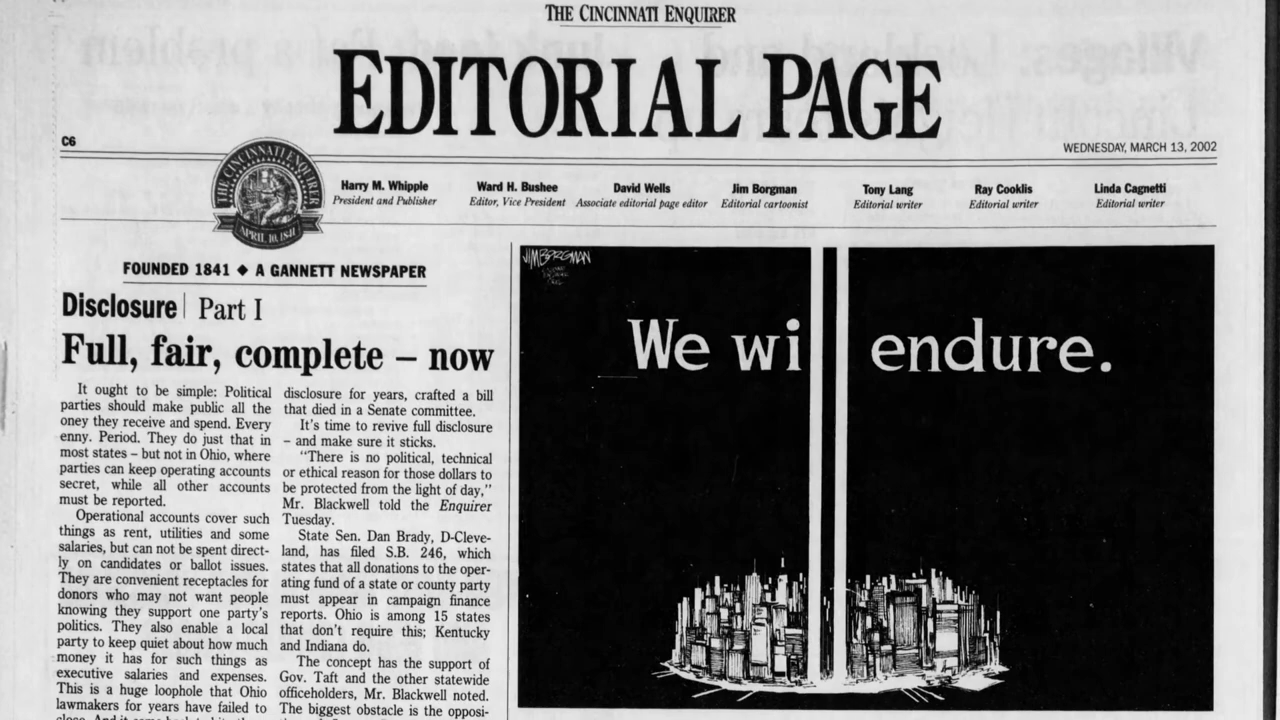 THE CINCINNATI ENQUIRER
EDITORIAL PAGE
C6
WEDNESDAY, MARCH 13, 2002
THE CINCINNATI ENQUIRER
APRIL 10, 1841
Harry M. Whipple
President and Publisher
Ward H. Bushee
Editor, Vice President
David Wells
Associate editorial page editor
Jim Borgman
Editorial cartoonist
Tony Lang
Editorial writer
Ray Cooklis
Editorial writer
Linda Cagnetti
Editorial writer
FOUNDED 1841 ◆ A GANNETT NEWSPAPER
Disclosure | Part I
Full, fair, complete – now
It ought to be simple: Political
parties should make public all the
oney they receive and spend. Every
enny. Period. They do just that in
most states – but not in Ohio, where
parties can keep operating accounts
secret, while all other accounts
must be reported.
Operational accounts cover such
things as rent, utilities and some
salaries, but can not be spent direct-
ly on candidates or ballot issues.
They are convenient receptacles for
donors who may not want people
knowing they support one party's
politics. They also enable a local
party to keep quiet about how much
money it has for such things as
executive salaries and expenses.
This is a huge loophole that Ohio
lawmakers for years have failed to
disclosure for years, crafted a bill
that died in a Senate committee.
It's time to revive full disclosure
– and make sure it sticks.
"There is no political, technical
or ethical reason for those dollars to
be protected from the light of day,"
Mr. Blackwell told the Enquirer
Tuesday.
State Sen. Dan Brady, D-Cleve-
land, has filed S.B. 246, which
states that all donations to the oper-
ating fund of a state or county party
must appear in campaign finance
reports. Ohio is among 15 states
that don't require this; Kentucky
and Indiana do.
The concept has the support of
Gov. Taft and the other statewide
officeholders, Mr. Blackwell noted.
The biggest obstacle is the opposi-
JIM BORGMAN
We wi endure.